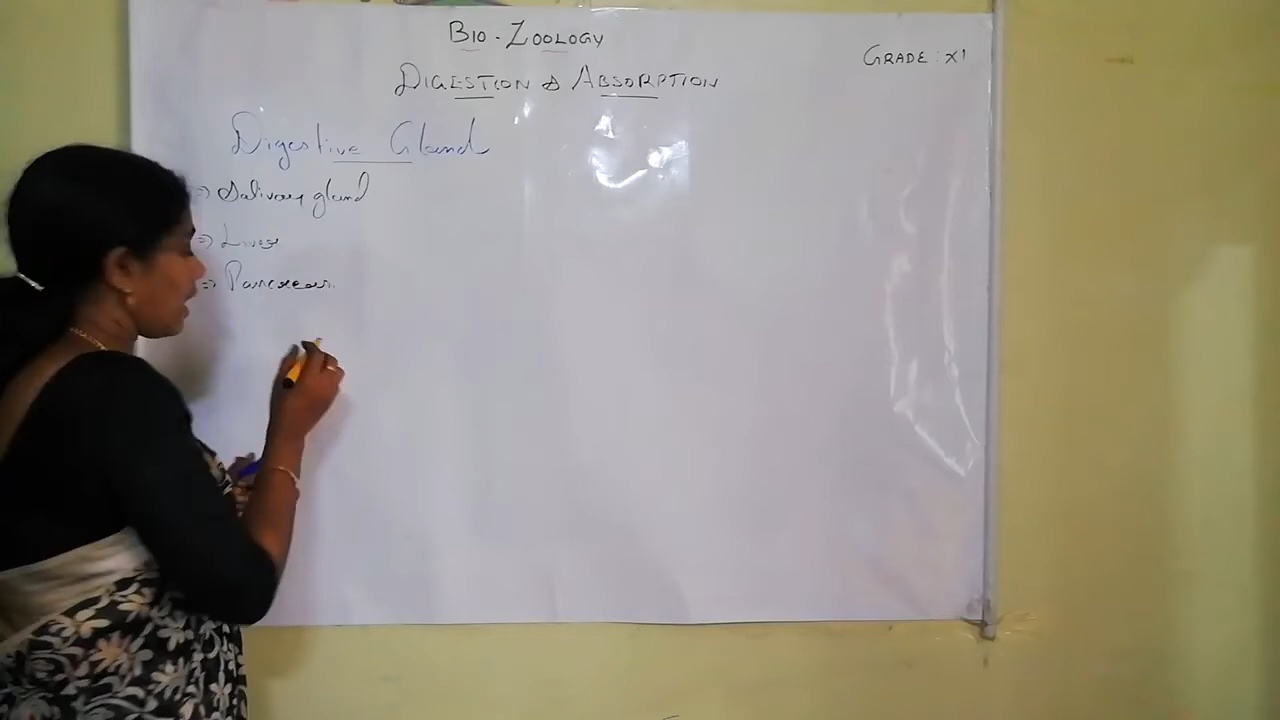 BIO - ZOOLOGY
GRADE : XI
DIGESTION & ABSORPTION
Digestive Gland
=> Salivary gland
=> Liver
=> Pancreas.